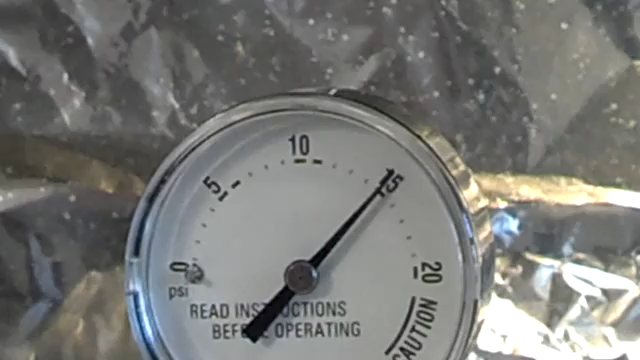 10
5
15
0
20
psi
READ INSTRUCTIONS
BEFORE OPERATING
CAUTION